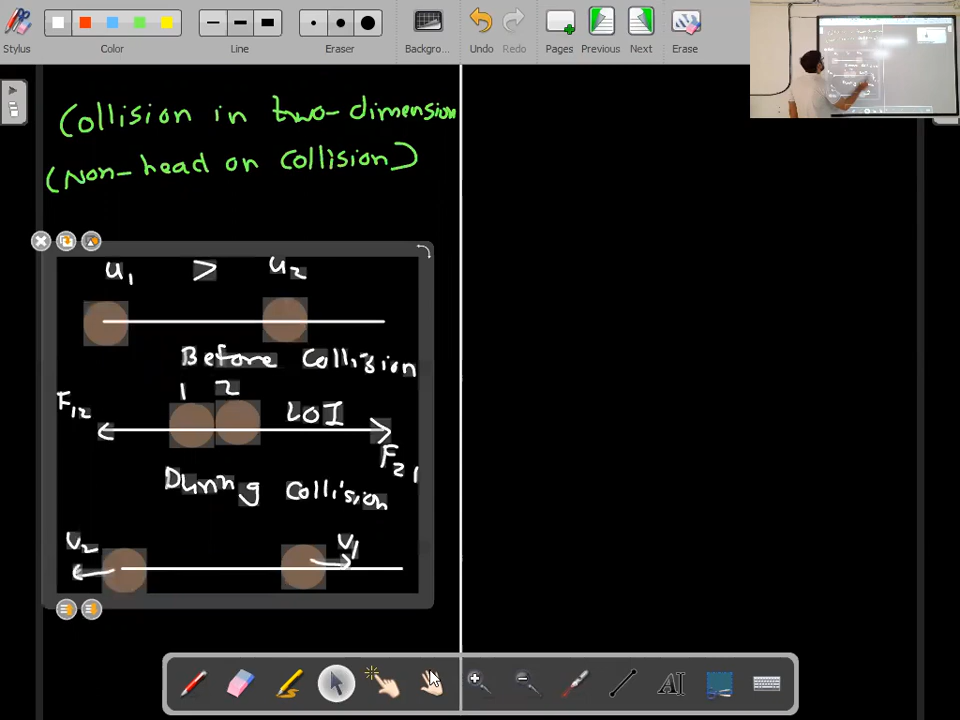 Stylus Color Line Eraser Backgro... Undo Redo Pages Previous Next Erase
Collision in two-dimension
(Non-head on Collision)
u1 > u2
Before Collision
1 2
F12 LOI
F21
During Collision
v2 v1
AI